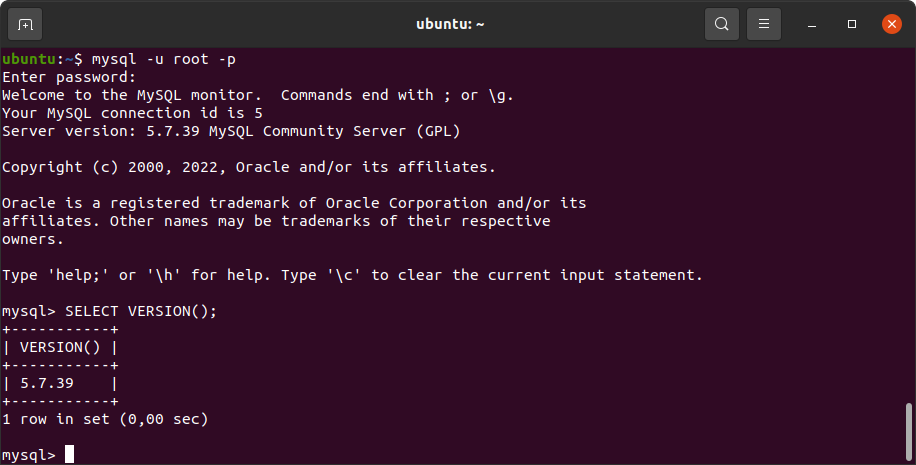 ubuntu: ~
ubuntu:~$ mysql -u root -p
Enter password:
Welcome to the MySQL monitor.  Commands end with ; or \g.
Your MySQL connection id is 5
Server version: 5.7.39 MySQL Community Server (GPL)

Copyright (c) 2000, 2022, Oracle and/or its affiliates.

Oracle is a registered trademark of Oracle Corporation and/or its
affiliates. Other names may be trademarks of their respective
owners.

Type 'help;' or '\h' for help. Type '\c' to clear the current input statement.

mysql> SELECT VERSION();
+-----------+
| VERSION() |
+-----------+
| 5.7.39    |
+-----------+
1 row in set (0,00 sec)

mysql>